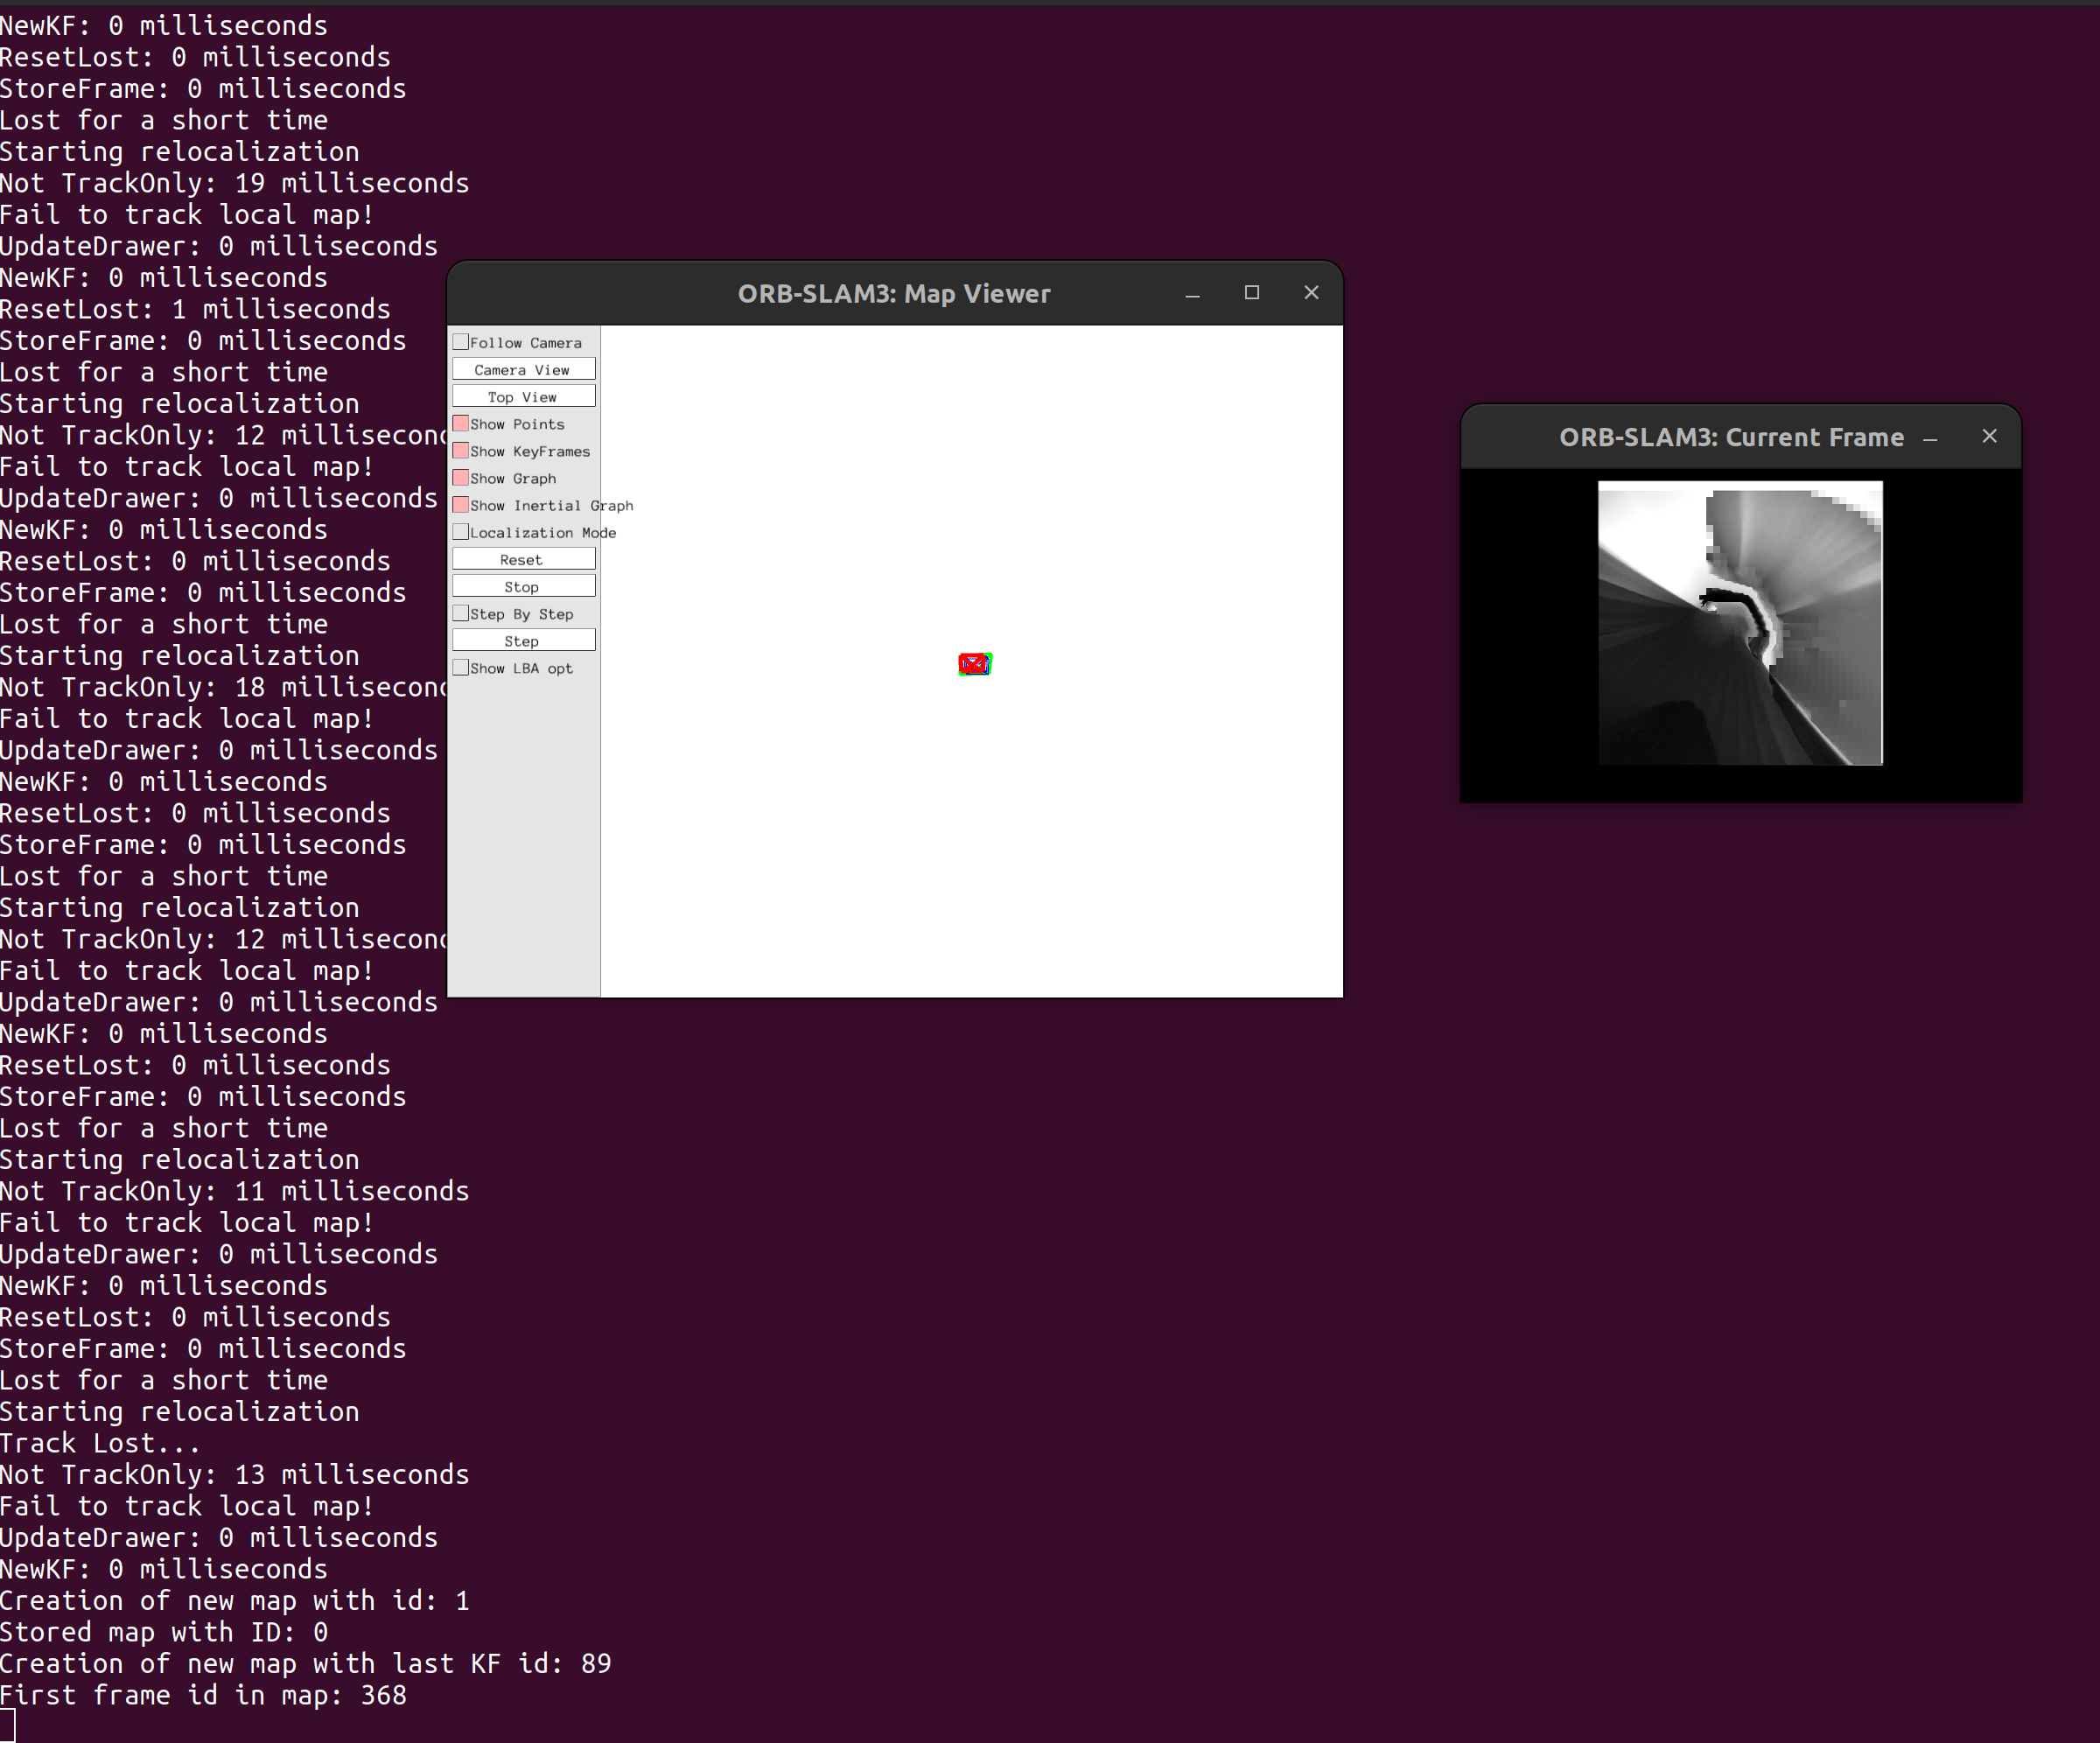 NewKF: 0 milliseconds
ResetLost: 0 milliseconds
StoreFrame: 0 milliseconds
Lost for a short time
Starting relocalization
Not TrackOnly: 19 milliseconds
Fail to track local map!
UpdateDrawer: 0 milliseconds
NewKF: 0 milliseconds
ResetLost: 1 milliseconds
StoreFrame: 0 milliseconds
Lost for a short time
Starting relocalization
Not TrackOnly: 12 millisecond
Fail to track local map!
UpdateDrawer: 0 milliseconds
NewKF: 0 milliseconds
ResetLost: 0 milliseconds
StoreFrame: 0 milliseconds
Lost for a short time
Starting relocalization
Not TrackOnly: 18 millisecond
Fail to track local map!
UpdateDrawer: 0 milliseconds
NewKF: 0 milliseconds
ResetLost: 0 milliseconds
StoreFrame: 0 milliseconds
Lost for a short time
Starting relocalization
Not TrackOnly: 12 millisecond
Fail to track local map!
UpdateDrawer: 0 milliseconds
NewKF: 0 milliseconds
ResetLost: 0 milliseconds
StoreFrame: 0 milliseconds
Lost for a short time
Starting relocalization
Not TrackOnly: 11 milliseconds
Fail to track local map!
UpdateDrawer: 0 milliseconds
NewKF: 0 milliseconds
ResetLost: 0 milliseconds
StoreFrame: 0 milliseconds
Lost for a short time
Starting relocalization
Track Lost...
Not TrackOnly: 13 milliseconds
Fail to track local map!
UpdateDrawer: 0 milliseconds
NewKF: 0 milliseconds
Creation of new map with id: 1
Stored map with ID: 0
Creation of new map with last KF id: 89
First frame id in map: 368
ORB-SLAM3: Map Viewer
Follow Camera
Camera View
Top View
Show Points
Show KeyFrames
Show Graph
Show Inertial Graph
Localization Mode
Reset
Stop
Step By Step
Step
Show LBA opt
ORB-SLAM3: Current Frame